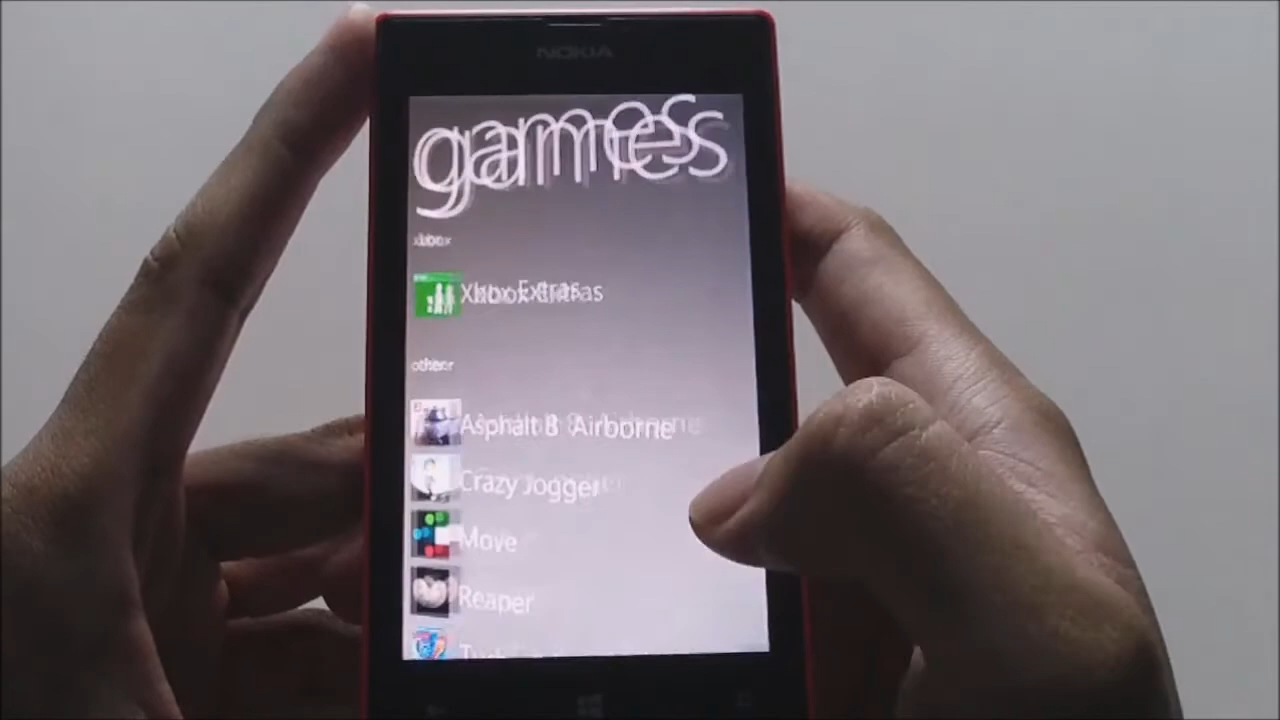 NOKIA
games
xbox
Xbox Extras
other
Asphalt 8 Airborne
Crazy Jogger
Move
Reaper